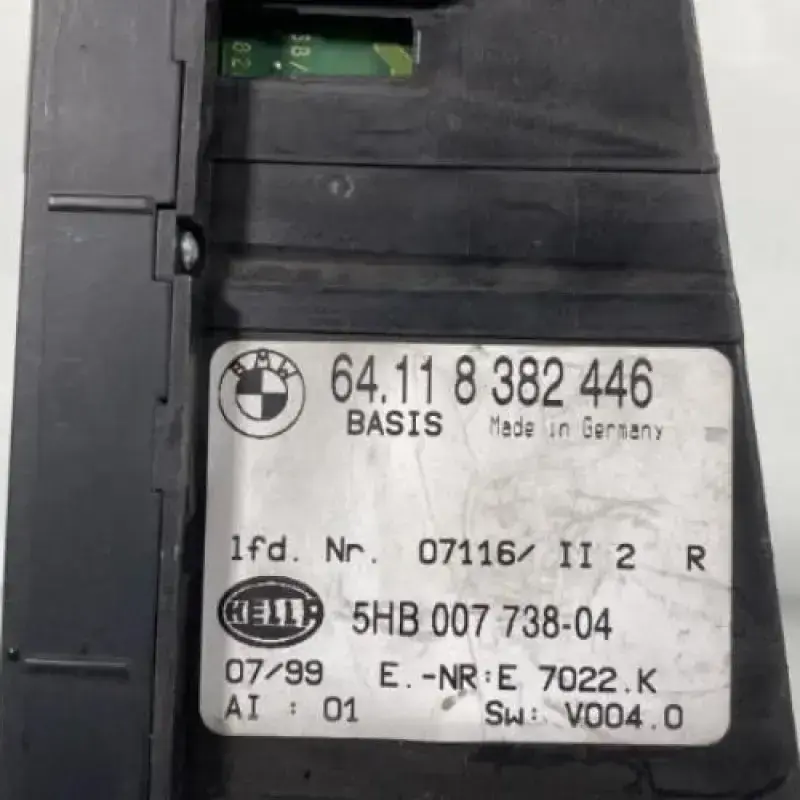 BMW
64.11 8 382 446
BASIS Made in Germany
lfd. Nr. 07116/ II 2 R
HELLA 5HB 007 738-04
07/99 E.-NR:E 7022.K
AI : 01 SW: V004.0